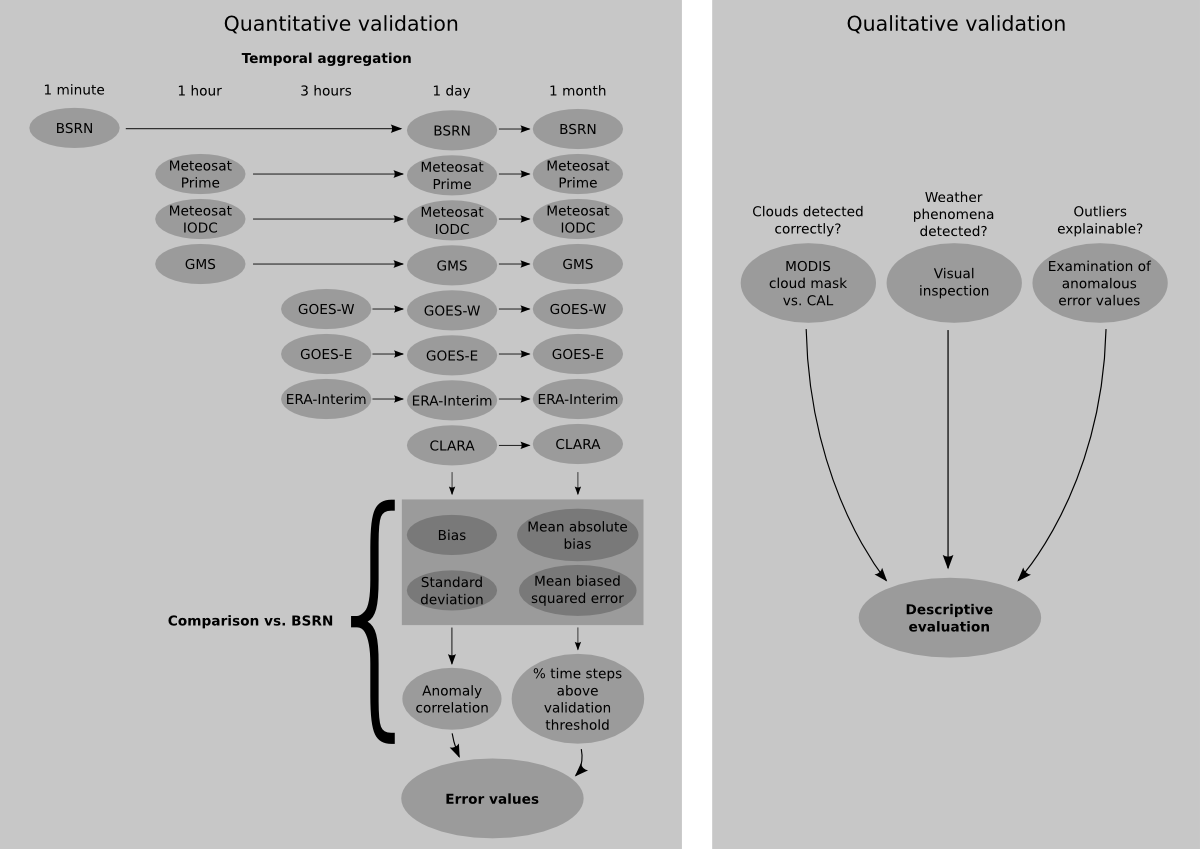 Quantitative validation
Temporal aggregation
1 minute
1 hour
3 hours
1 day
1 month
BSRN
BSRN
BSRN
Meteosat
Prime
Meteosat
Prime
Meteosat
Prime
Meteosat
IODC
Meteosat
IODC
Meteosat
IODC
GMS
GMS
GMS
GOES-W
GOES-W
GOES-W
GOES-E
GOES-E
GOES-E
ERA-Interim
ERA-Interim
ERA-Interim
CLARA
CLARA
Bias
Mean absolute
bias
Standard
deviation
Mean biased
squared error
Comparison vs. BSRN
Anomaly
correlation
% time steps
above
validation
threshold
Error values
Qualitative validation
Clouds detected
correctly?
Weather
phenomena
detected?
Outliers
explainable?
MODIS
cloud mask
vs. CAL
Visual
inspection
Examination of
anomalous
error values
Descriptive
evaluation